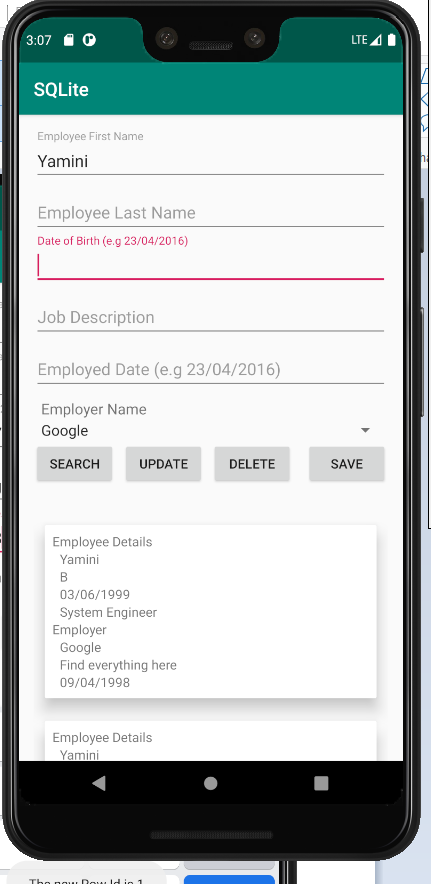 3:07
LTE
SQLite
Employee First Name
Yamini
Employee Last Name
Date of Birth (e.g 23/04/2016)
Job Description
Employed Date (e.g 23/04/2016)
Employer Name
Google
SEARCH UPDATE DELETE SAVE
Employee Details
Yamini
B
03/06/1999
System Engineer
Employer
Google
Find everything here
09/04/1998
Employee Details
Yamini
The new Row Id is 1